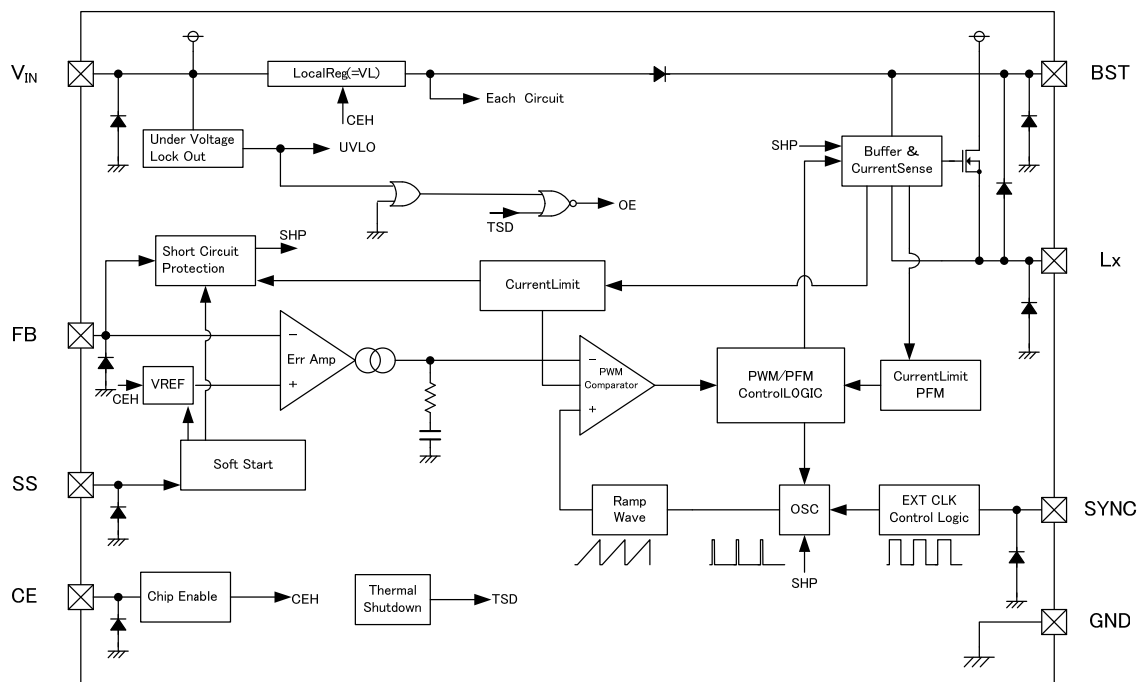 VIN
LocalReg(=VL)
Each Circuit
CEH
BST
Under Voltage
Lock Out
UVLO
SHP
Buffer &
CurrentSense
TSD
OE
Short Circuit
Protection
SHP
CurrentLimit
Lx
FB
−
Err Amp
+
VREF
CEH
−
PWM
Comparator
+
PWM/PFM
ControlLOGIC
CurrentLimit
PFM
Soft Start
SS
Ramp
Wave
OSC
EXT CLK
Control Logic
SYNC
SHP
CE
Chip Enable
CEH
Thermal
Shutdown
TSD
GND